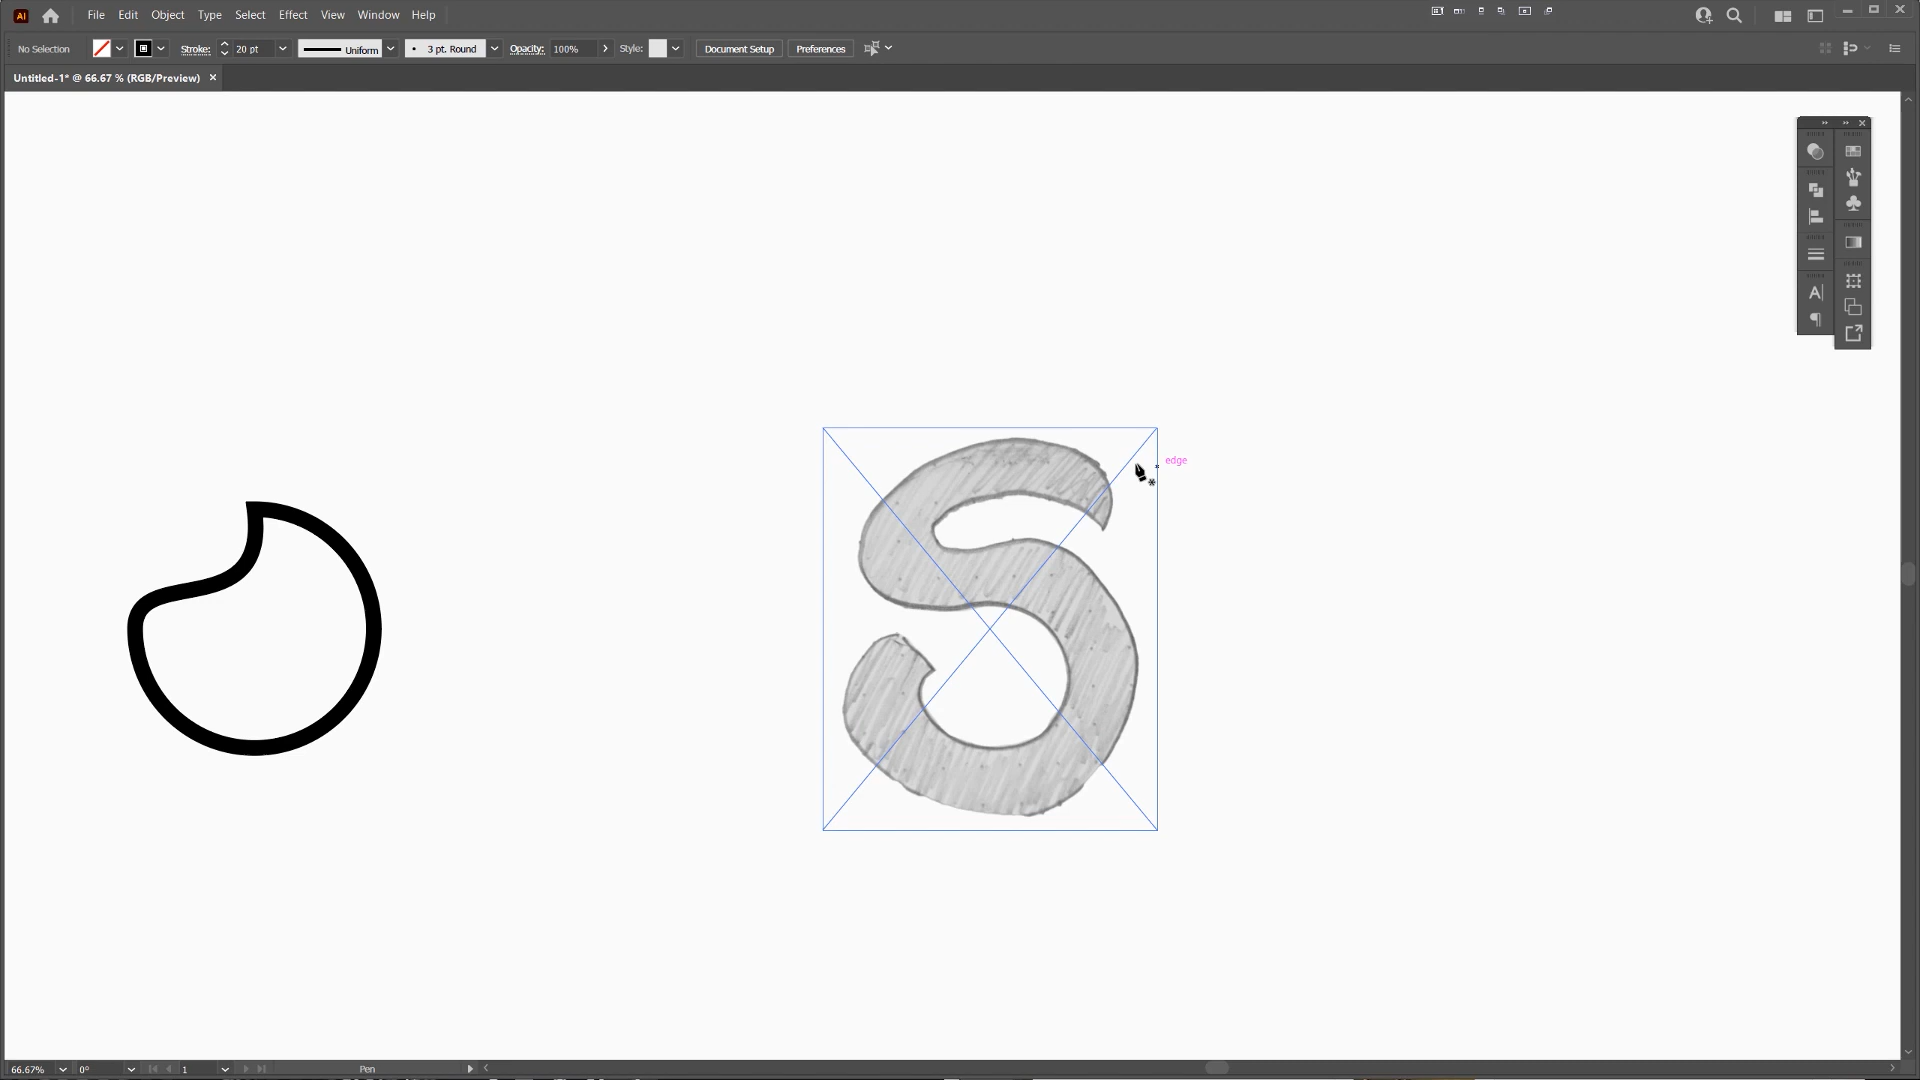 Ai File Edit Object Type Select Effect View Window Help
No Selection Stroke: 20 pt Uniform 3 pt. Round Opacity: 100% Style: Document Setup Preferences
Untitled-1* @ 66.67 % (RGB/Preview)
edge
S
66.67% 0° 1 Pen